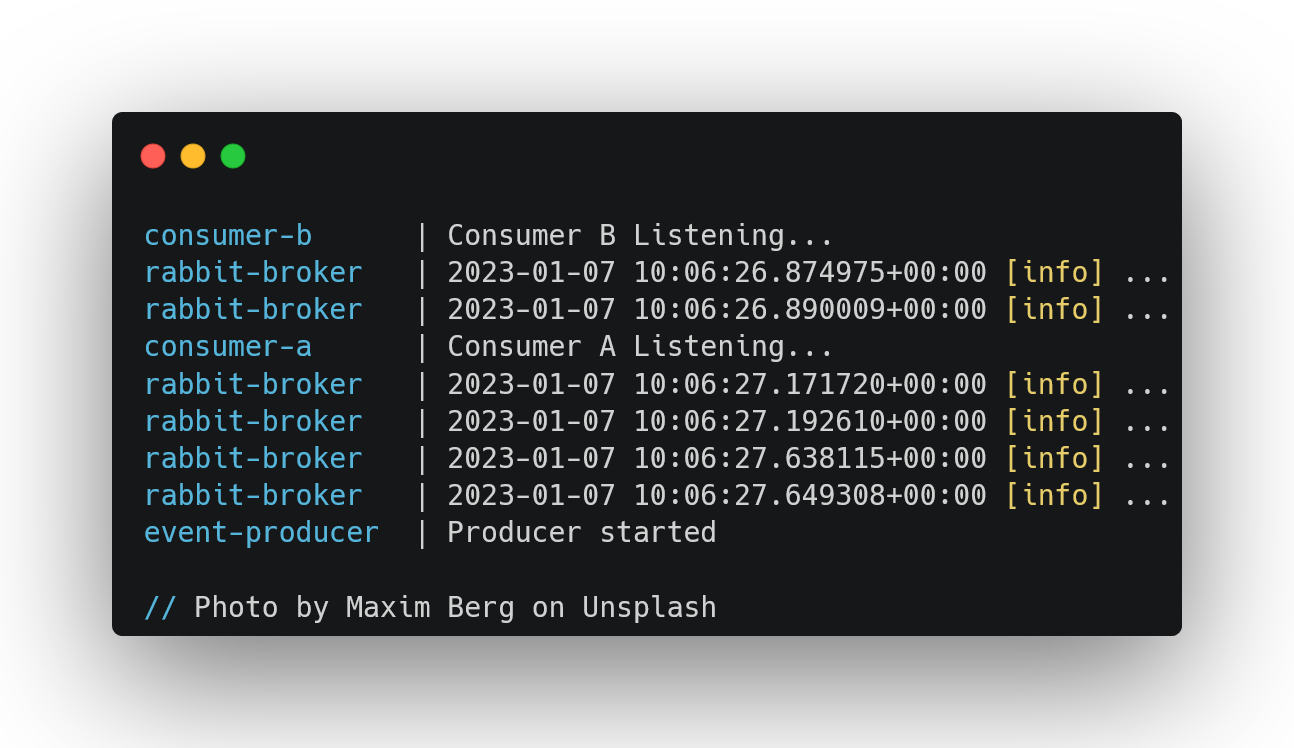 consumer-b | Consumer B Listening...
rabbit-broker | 2023-01-07 10:06:26.874975+00:00 [info] ...
rabbit-broker | 2023-01-07 10:06:26.890009+00:00 [info] ...
consumer-a | Consumer A Listening...
rabbit-broker | 2023-01-07 10:06:27.171720+00:00 [info] ...
rabbit-broker | 2023-01-07 10:06:27.192610+00:00 [info] ...
rabbit-broker | 2023-01-07 10:06:27.638115+00:00 [info] ...
rabbit-broker | 2023-01-07 10:06:27.649308+00:00 [info] ...
event-producer | Producer started
// Photo by Maxim Berg on Unsplash